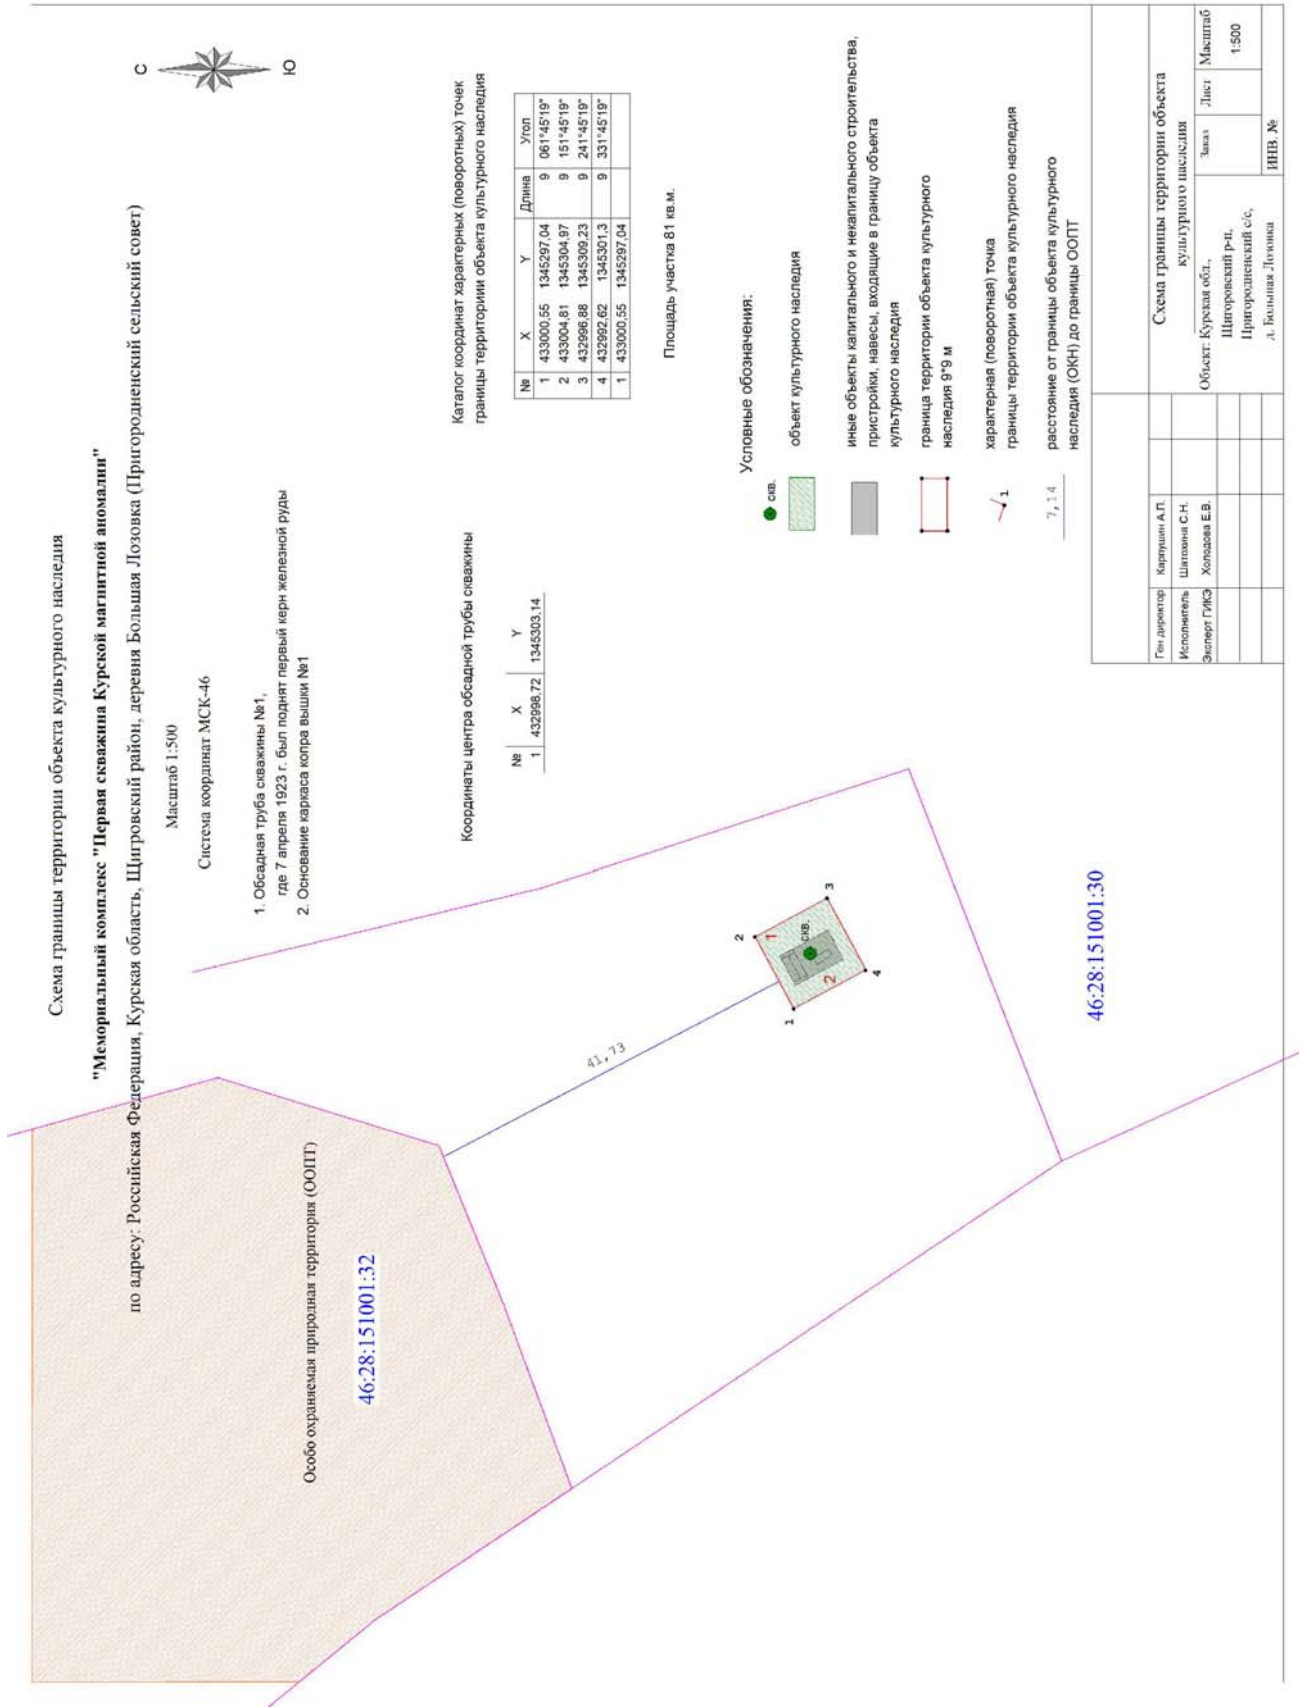 Схема границы территории объекта культурного наследия
"Мемориальный комплекс "Первая скважина Курской магнитной аномалии"
по адресу: Российская Федерация, Курская область, Щигровский район, деревня Большая Лозовка (Пригородненский сельский совет)
Масштаб 1:500
Система координат МСК-46
С
Ю
1. Обсадная труба скважины №1,
где 7 апреля 1923 г. был поднят первый керн железной руды
2. Основание каркаса копра вышки №1
Особо охраняемая природная территория (ООПТ)
46:28:151001:32
Координаты центра обсадной трубы скважины
№ X Y
1 432998,72 1345303,14
Каталог координат характерных (поворотных) точек
границы территориии объекта культурного наследия
№ X Y Длина Угол
1 433000,55 1345297,04 9 061°45'19"
2 433004,81 1345304,97 9 151°45'19"
3 432996,88 1345309,23 9 241°45'19"
4 432992,62 1345301,3 9 331°45'19"
1 433000,55 1345297,04
Площадь участка 81 кв.м.
41,73
1
2
3
4
1
2
скв.
46:28:151001:30
Условные обозначения:
скв.
объект культурного наследия
иные объекты капитального и некапитального строительства,
пристройки, навесы, входящие в границу объекта
культурного наследия
граница территории объекта культурного
наследия 9*9 м
1
характерная (поворотная) точка
границы территории объекта культурного наследия
7,14
расстояние от границы объекта культурного
наследия (ОКН) до границы ООПТ
Ген директор Карпушин А.П.
Исполнитель Шатохина С.Н.
Эксперт ГИКЭ Холодова Е.В.
Схема границы территории объекта
культурного наследия
Объект: Курская обл.,
Щигровский р-н,
Пригородненский с/с,
д. Большая Лозовка
Заказ Лист Масштаб
1:500
ИНВ. №